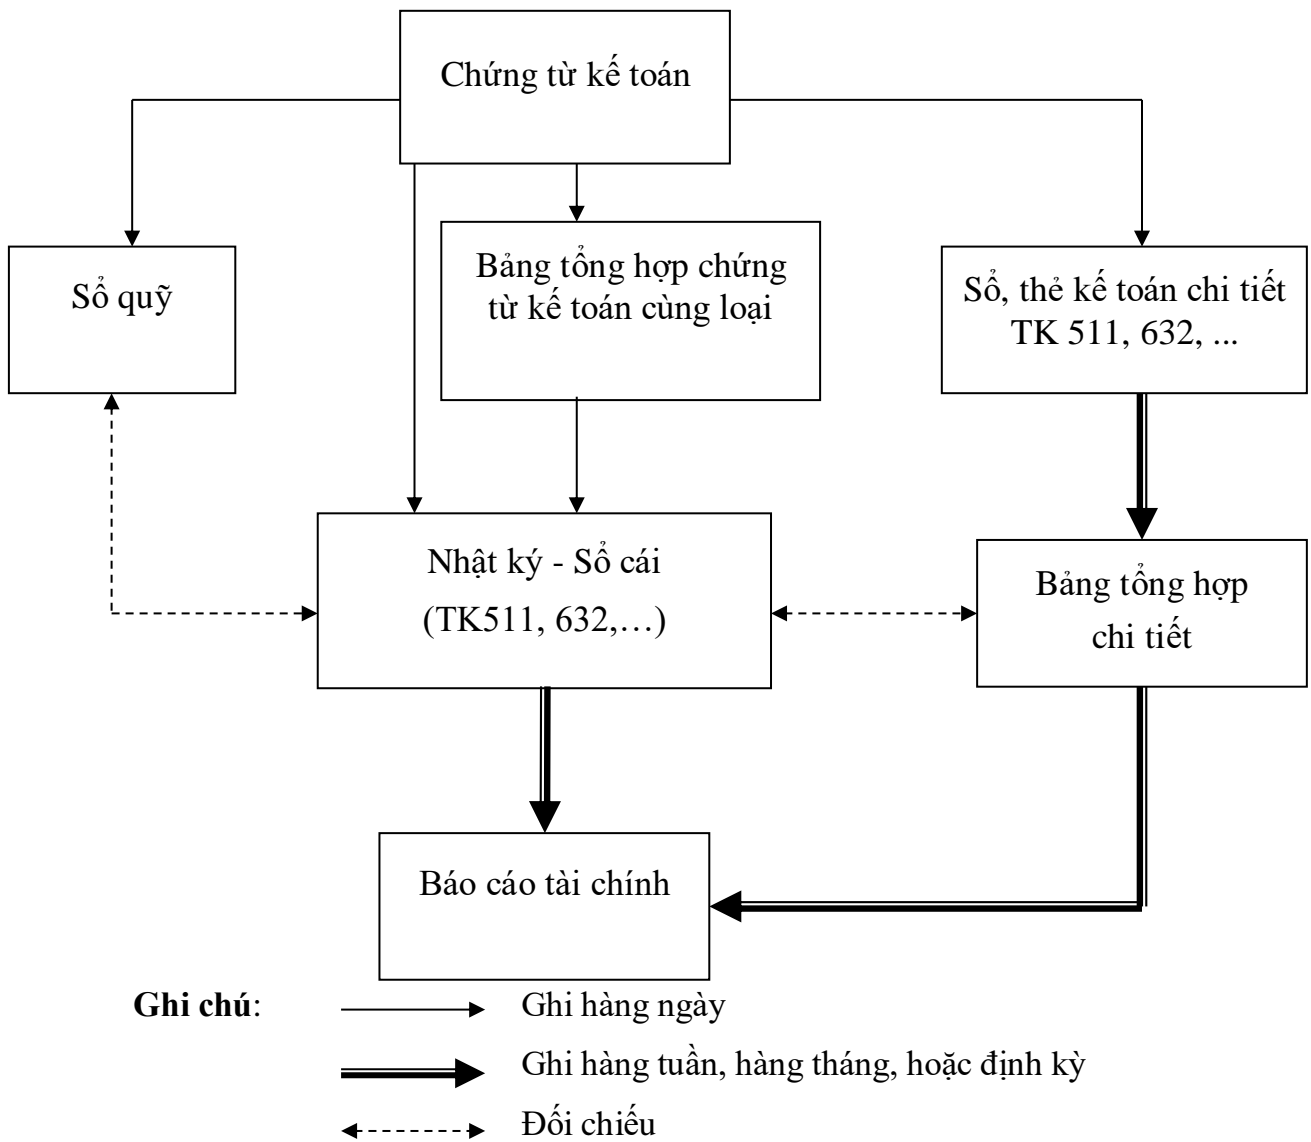 Chứng từ kế toán
Sổ quỹ
Bảng tổng hợp chứng
từ kế toán cùng loại
Sổ, thẻ kế toán chi tiết
TK 511, 632, ...
Nhật ký - Sổ cái
(TK511, 632,…)
Bảng tổng hợp
chi tiết
Báo cáo tài chính
Ghi chú:
Ghi hàng ngày
Ghi hàng tuần, hàng tháng, hoặc định kỳ
Đối chiếu